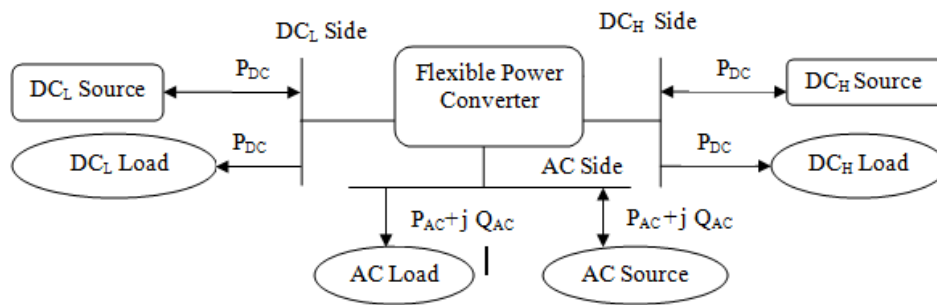 DCL Side
DCH Side
PDC
Flexible Power
Converter
PDC
DCL Source
DCH Source
PDC
PDC
DCL Load
AC Side
DCH Load
PAC+j QAC
PAC+j QAC
AC Load
AC Source